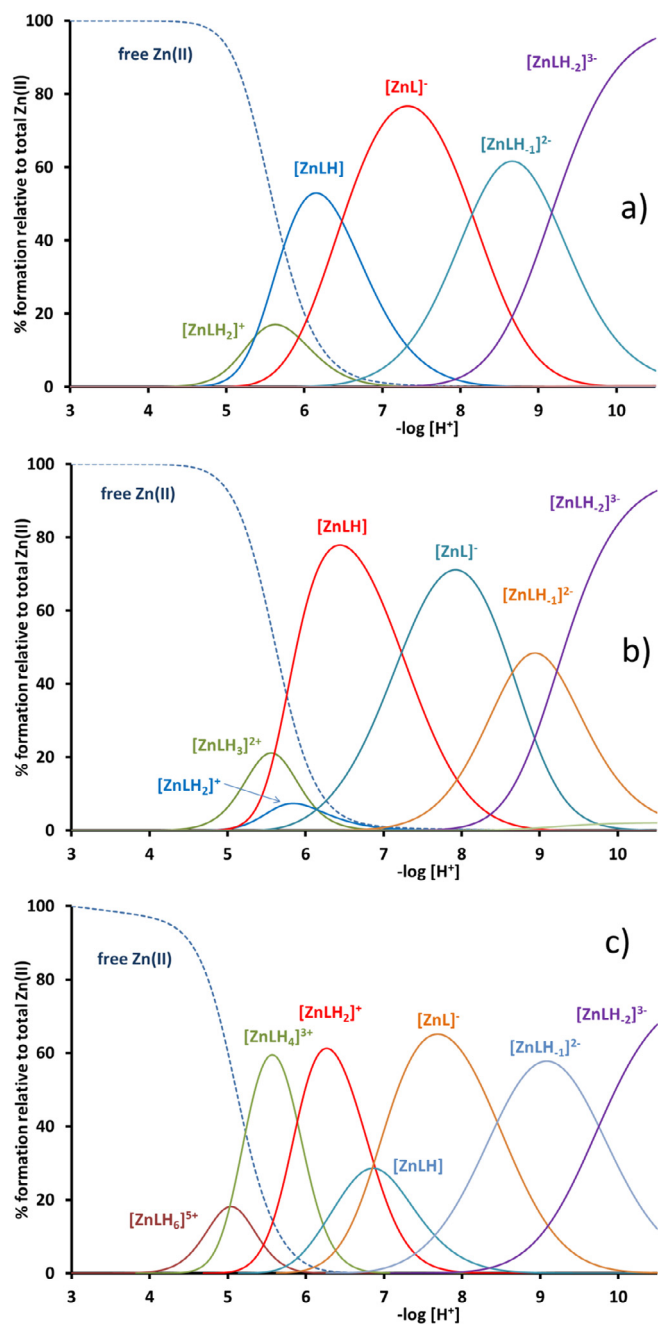 100
free Zn(II)
[ZnLH₋₂]³⁻
[ZnL]⁻
80
[ZnLH₋₁]²⁻
[ZnLH]
60
a)
40
[ZnLH₂]⁺
20
0
3 4 5 6 7 8 9 10
-log [H⁺]
% formation relative to total Zn(II)
100
free Zn(II)
[ZnLH₋₂]³⁻
[ZnLH]
[ZnL]⁻
80
[ZnLH₋₁]²⁻
60
b)
40
[ZnLH₃]²⁺
20
[ZnLH₂]⁺
0
3 4 5 6 7 8 9 10
-log [H⁺]
% formation relative to total Zn(II)
100
c)
free Zn(II)
80
[ZnLH₂]⁺
[ZnL]⁻
[ZnLH₋₂]³⁻
[ZnLH₄]³⁺
[ZnLH₋₁]²⁻
60
40
[ZnLH]
20
[ZnLH₆]⁵⁺
0
3 4 5 6 7 8 9 10
-log [H⁺]
% formation relative to total Zn(II)